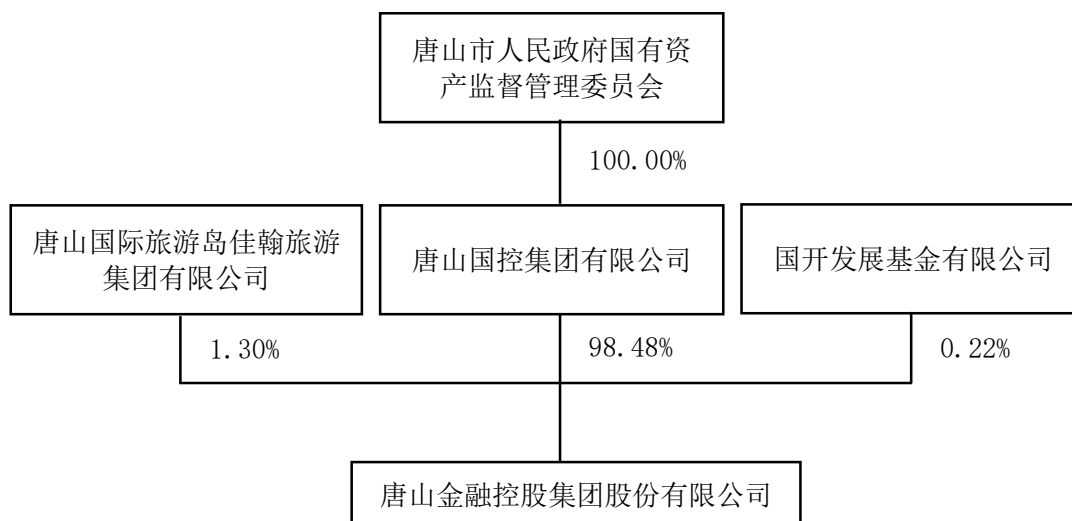 唐山市人民政府国有资
产监督管理委员会
100.00%
唐山国际旅游岛佳翰旅游
集团有限公司
唐山国控集团有限公司
国开发展基金有限公司
1.30%
98.48%
0.22%
唐山金融控股集团股份有限公司